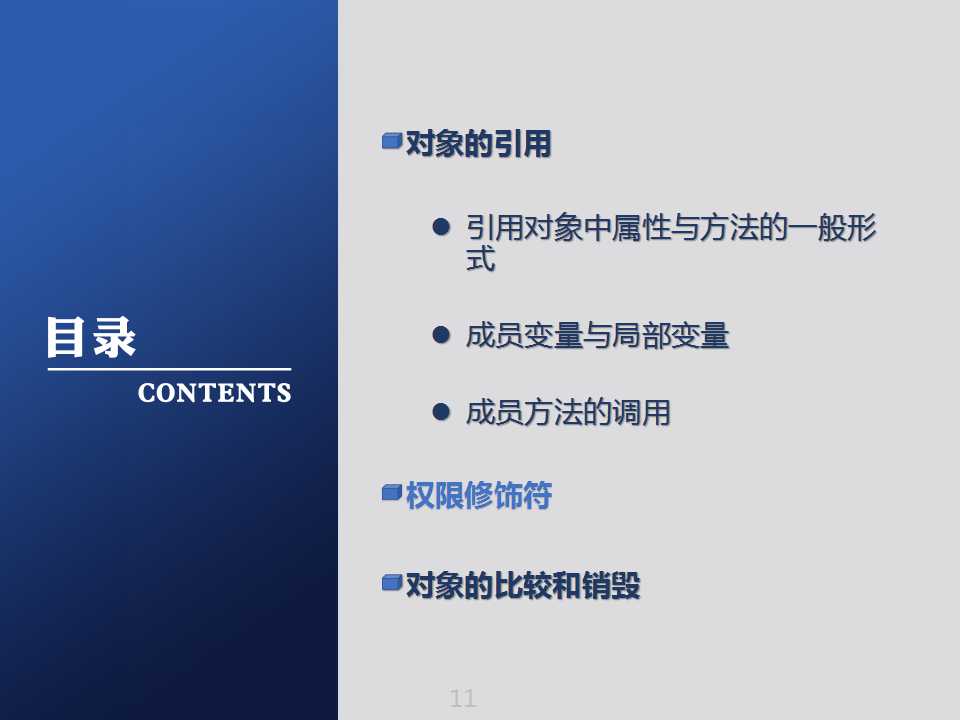 目录
CONTENTS
对象的引用
引用对象中属性与方法的一般形
式
成员变量与局部变量
成员方法的调用
权限修饰符
对象的比较和销毁
11